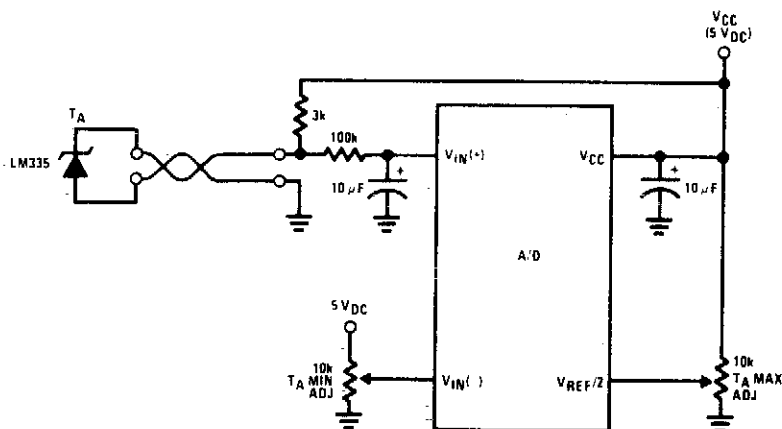 VCC
(5 VDC)
TA
LM335
3k
100k
VIN(+)
+
10 µF
VCC
+
10 µF
A/D
5 VDC
10k
TA MIN
ADJ
VIN(-)
VREF/2
10k
TA MAX
ADJ